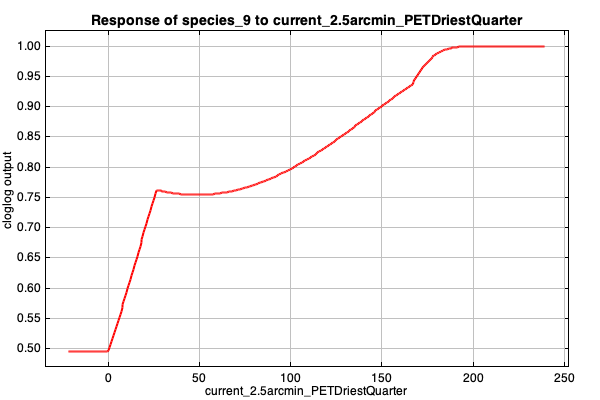 Response of species_9 to current_2.5arcmin_PETDriestQuarter
1.00
0.95
0.90
0.85
0.80
0.75
0.70
0.65
0.60
0.55
0.50
cloglog output
0 50 100 150 200 250
current_2.5arcmin_PETDriestQuarter